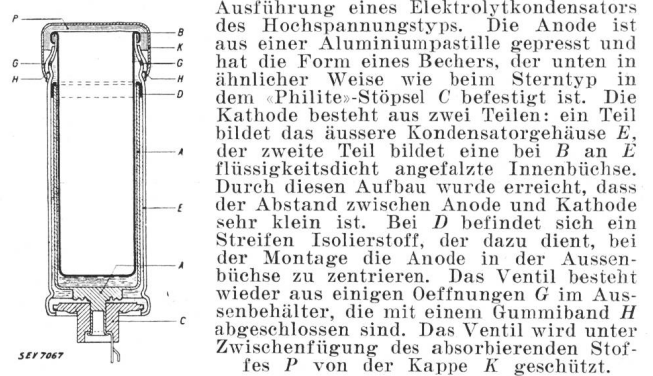 P
B
K
G
G
H
H
D
A
E
A
C
SEV 7067
Ausführung eines Elektrolytkondensators
des Hochspannungstyps. Die Anode ist
aus einer Aluminiumpastille gepresst und
hat die Form eines Bechers, der unten in
ähnlicher Weise wie beim Sterntyp in
dem «Philite»-Stöpsel C befestigt ist. Die
Kathode besteht aus zwei Teilen: ein Teil
bildet das äussere Kondensatorgehäuse E,
der zweite Teil bildet eine bei B an E
flüssigkeitsdicht angefalzte Innenbüchse.
Durch diesen Aufbau wurde erreicht, dass
der Abstand zwischen Anode und Kathode
sehr klein ist. Bei D befindet sich ein
Streifen Isolierstoff, der dazu dient, bei
der Montage die Anode in der Aussen-
büchse zu zentrieren. Das Ventil besteht
wieder aus einigen Oeffnungen G im Aus-
senbehälter, die mit einem Gummiband H
abgeschlossen sind. Das Ventil wird unter
Zwischenfügung des absorbierenden Stof-
fes P von der Kappe K geschützt.